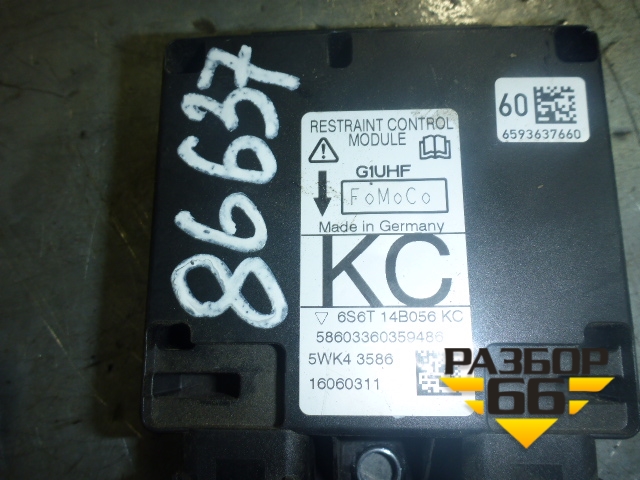 86637
60
6593637660
RESTRAINT CONTROL
MODULE
G1UHF
FoMoCo
Made in Germany
KC
6S6T 14B056 KC
58603360359486
5WK4 3586
16060311
РАЗБОР
66